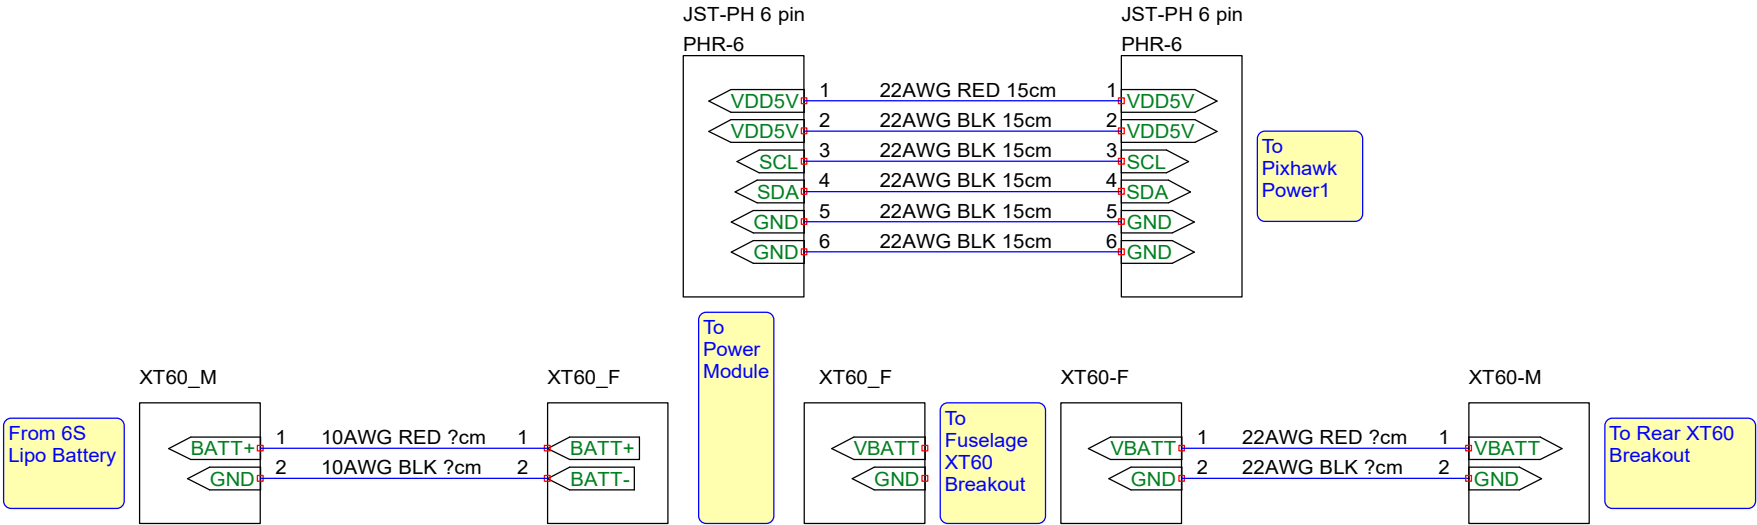 JST-PH 6 pin
PHR-6
JST-PH 6 pin
PHR-6
VDD5V 1 22AWG RED 15cm 1 VDD5V
VDD5V 2 22AWG BLK 15cm 2 VDD5V
SCL 3 22AWG BLK 15cm 3 SCL
SDA 4 22AWG BLK 15cm 4 SDA
GND 5 22AWG BLK 15cm 5 GND
GND 6 22AWG BLK 15cm 6 GND
To
Pixhawk
Power1
From 6S
Lipo Battery
XT60_M
XT60_F
BATT+ 1 10AWG RED ?cm 1 BATT+
GND 2 10AWG BLK ?cm 2 BATT-
To
Power
Module
XT60_F
VBATT
GND
To
Fuselage
XT60
Breakout
XT60-F
XT60-M
VBATT 1 22AWG RED ?cm 1 VBATT
GND 2 22AWG BLK ?cm 2 GND
To Rear XT60
Breakout